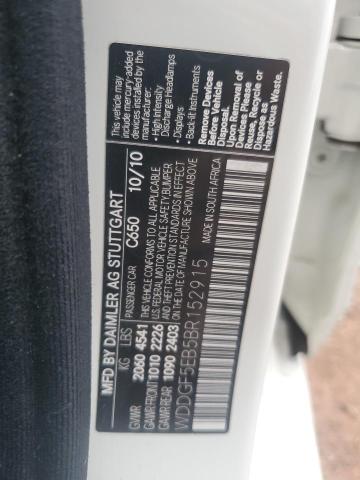 MFD BY DAIMLER AG STUTTGART
PASSENGER CAR C650 10/10
KG LBS
GVWR 2060 4541
GAWR FRONT 1010 2226
GAWR REAR 1090 2403
THIS VEHICLE CONFORMS TO ALL APPLICABLE
U.S. FEDERAL MOTOR VEHICLE SAFETY, BUMPER
AND THEFT PREVENTION STANDARDS IN EFFECT
ON THE DATE OF MANUFACTURE SHOWN ABOVE
MADE IN SOUTH AFRICA
WDDGF5EB5BR152915
This vehicle may
include mercury-added
devices installed by the
manufacturer:
• High Intensity
Discharge Headlamps
• Displays
• Back-lit Instruments
Remove Devices
Before Vehicle
Disposal.
Upon Removal of
Devices Please
Reuse, Recycle or
Dispose as
Hazardous Waste.